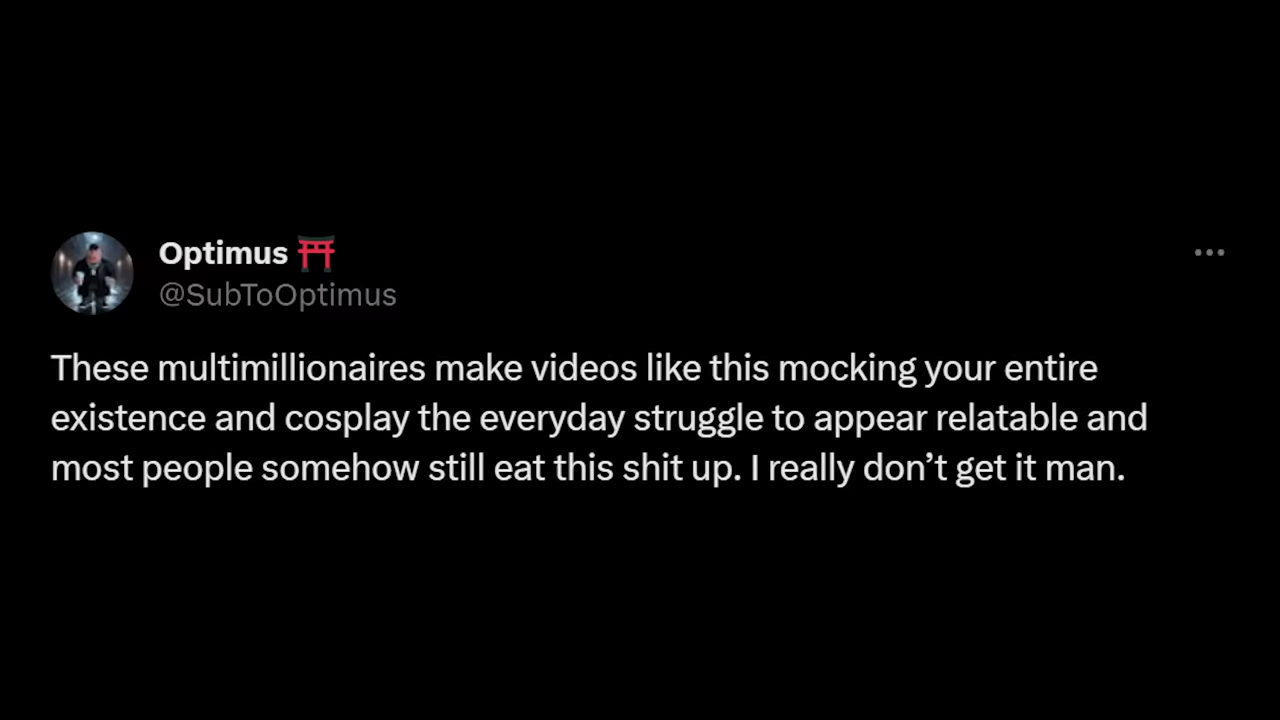 Optimus ⛩️
@SubToOptimus
These multimillionaires make videos like this mocking your entire
existence and cosplay the everyday struggle to appear relatable and
most people somehow still eat this shit up. I really don’t get it man.